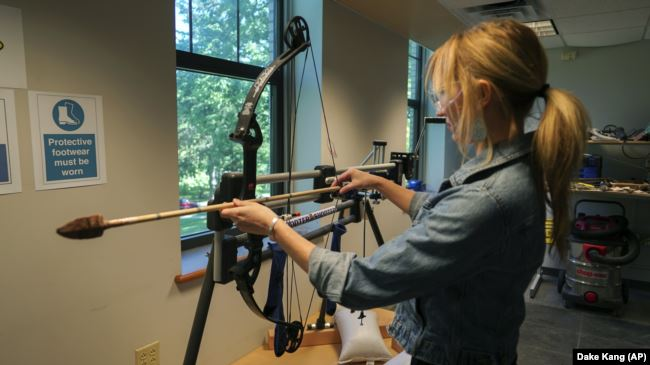 Protective
footwear
must be
worn
Dake Kang (AP)